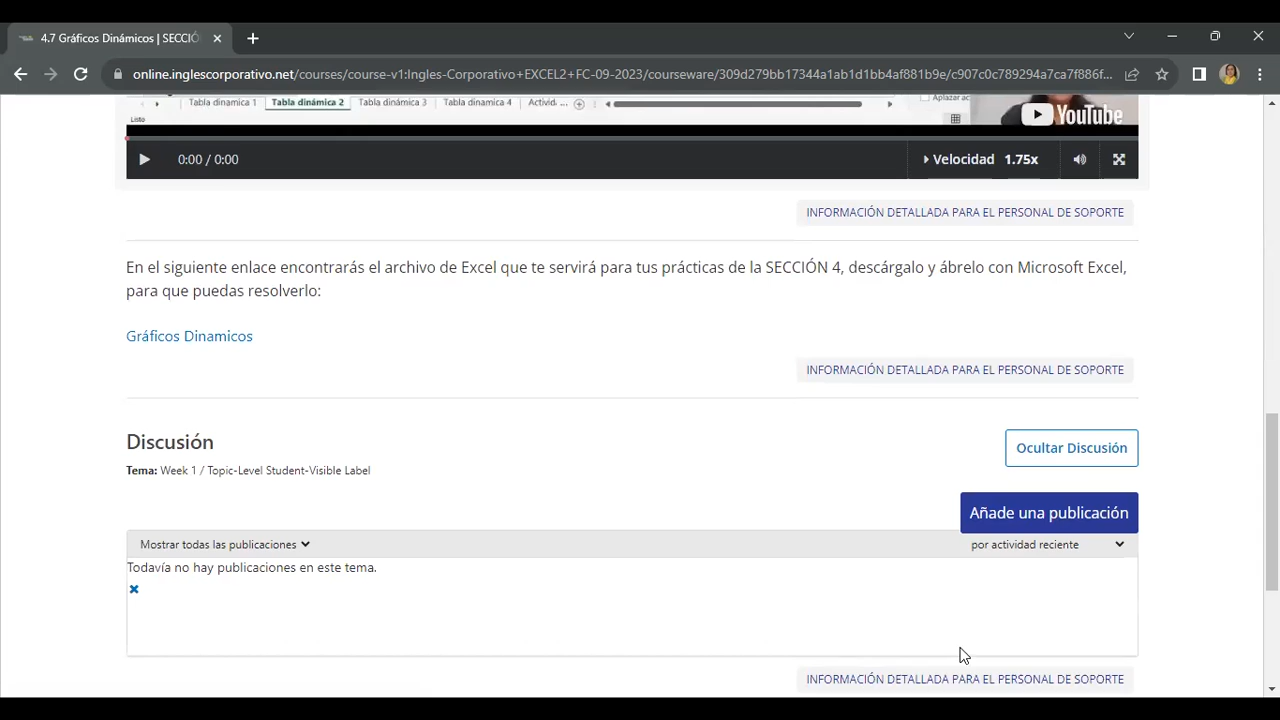 4.7 Gráficos Dinámicos | SECCIÓ
online.inglescorporativo.net/courses/course-v1:Ingles-Corporativo+EXCEL2+FC-09-2023/courseware/309d279bb17344a1ab1d1bb4af881b9e/c907c0c789294a7ca7f886f...
Tabla dinamica 1 Tabla dinámica 2 Tabla dinámica 3 Tabla dinamica 4 Activid ...
Aplazar ac
Listo
YouTube
0:00 / 0:00
Velocidad 1.75x
INFORMACIÓN DETALLADA PARA EL PERSONAL DE SOPORTE
En el siguiente enlace encontrarás el archivo de Excel que te servirá para tus prácticas de la SECCIÓN 4, descárgalo y ábrelo con Microsoft Excel,
para que puedas resolverlo:
Gráficos Dinamicos
INFORMACIÓN DETALLADA PARA EL PERSONAL DE SOPORTE
Discusión
Ocultar Discusión
Tema: Week 1 / Topic-Level Student-Visible Label
Añade una publicación
Mostrar todas las publicaciones
por actividad reciente
Todavía no hay publicaciones en este tema.
INFORMACIÓN DETALLADA PARA EL PERSONAL DE SOPORTE